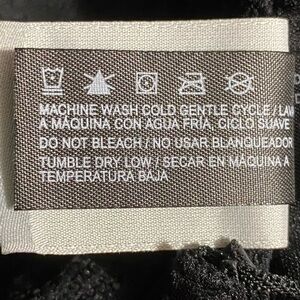 MACHINE WASH COLD GENTLE CYCLE / LAV
A MÁQUINA CON AGUA FRÍA, CICLO SUAVE
DO NOT BLEACH / NO USAR BLANQUEADOR
TUMBLE DRY LOW / SECAR EN MÁQUINA A
TEMPERATURA BAJA